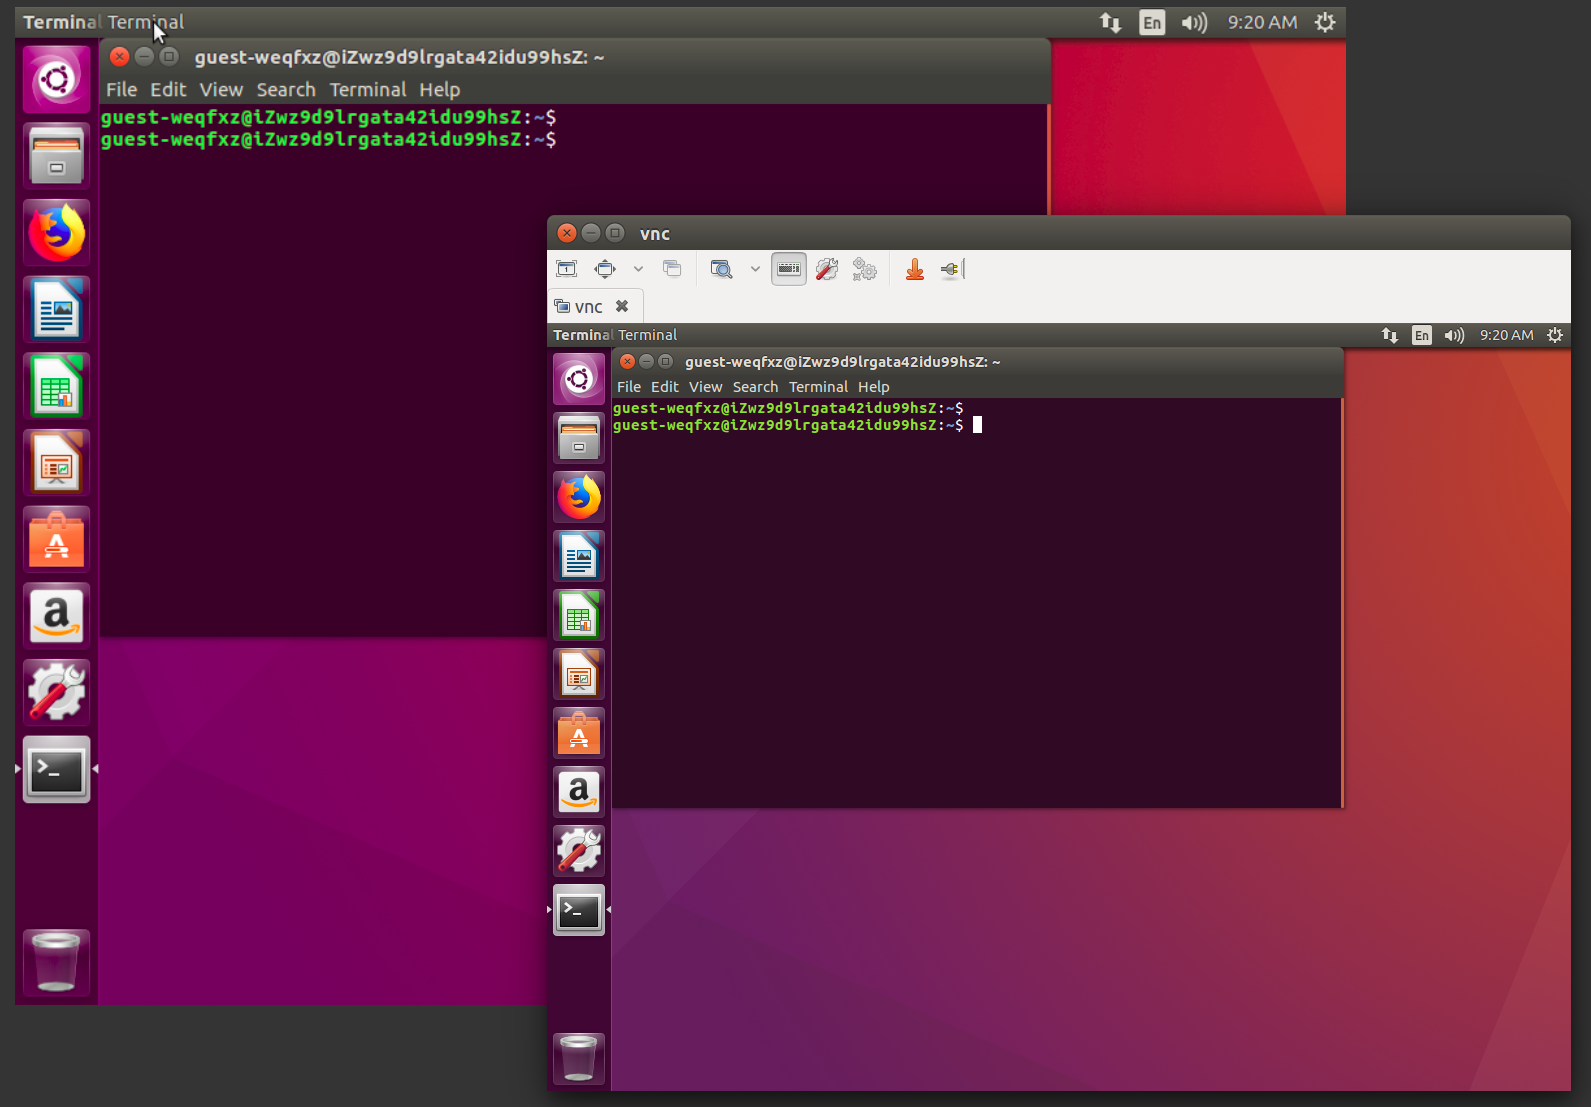 Terminal Terminal
En 9:20 AM
guest-weqfxz@iZwz9d9lrgata42idu99hsZ: ~
File Edit View Search Terminal Help
guest-weqfxz@iZwz9d9lrgata42idu99hsZ:~$
guest-weqfxz@iZwz9d9lrgata42idu99hsZ:~$
vnc
vnc
Terminal Terminal
En 9:20 AM
guest-weqfxz@iZwz9d9lrgata42idu99hsZ: ~
File Edit View Search Terminal Help
guest-weqfxz@iZwz9d9lrgata42idu99hsZ:~$
guest-weqfxz@iZwz9d9lrgata42idu99hsZ:~$